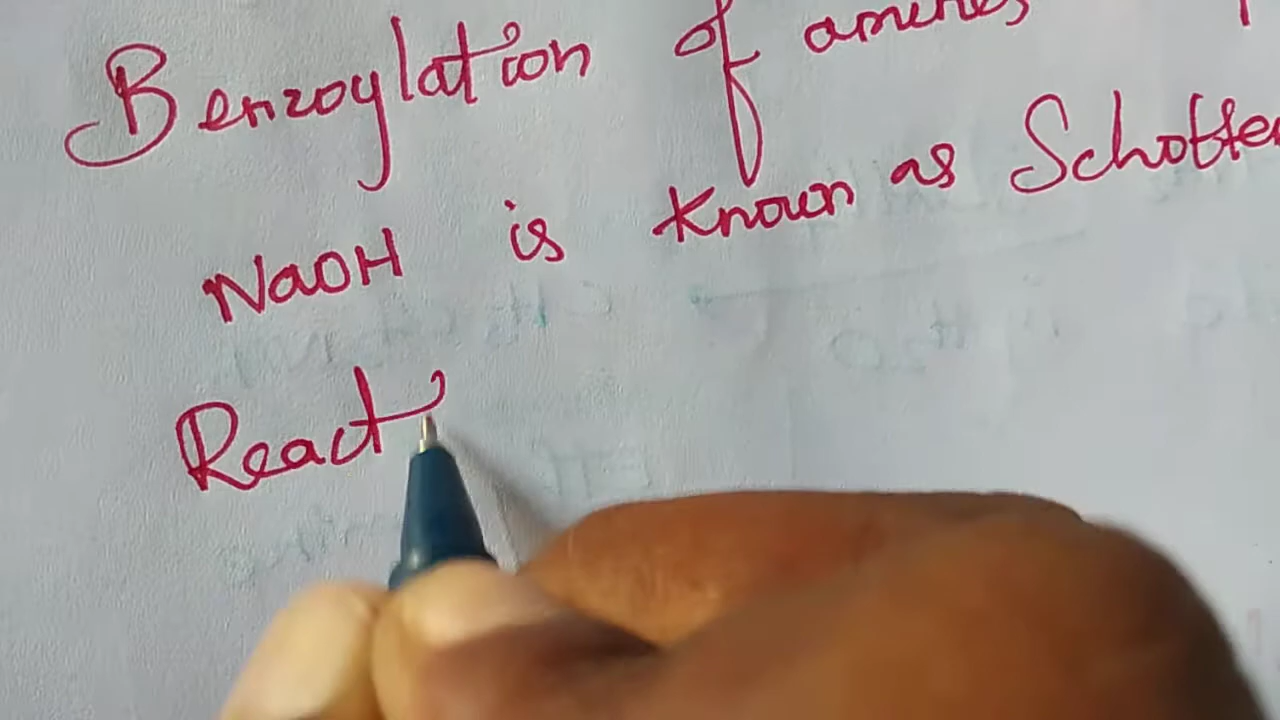 Benzoylation of amines
NaOH is known as Schotten
React